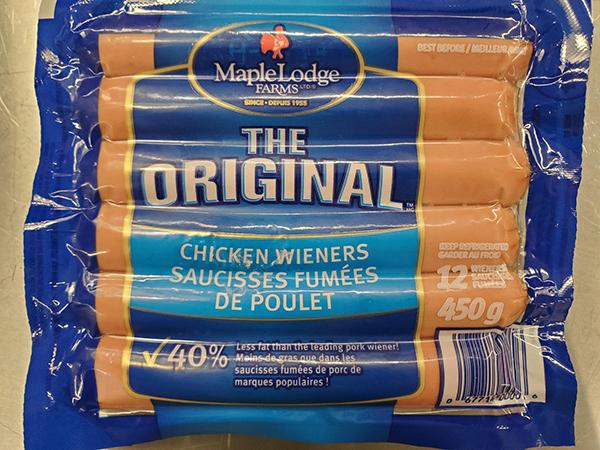 BEST BEFORE / MEILLEUR
MapleLodge
FARMS LTD.®
SINCE • DEPUIS 1955
THE
ORIGINAL
CHICKEN WIENERS
SAUCISSES FUMÉES
DE POULET
KEEP REFRIGERATED
GARDER AU FROID
12 WIENERS
SAUCISSES
FUMÉES
450g
✓40% Less fat than the leading pork wiener!
Moins de gras que dans les
saucisses fumées de porc de
marques populaires !